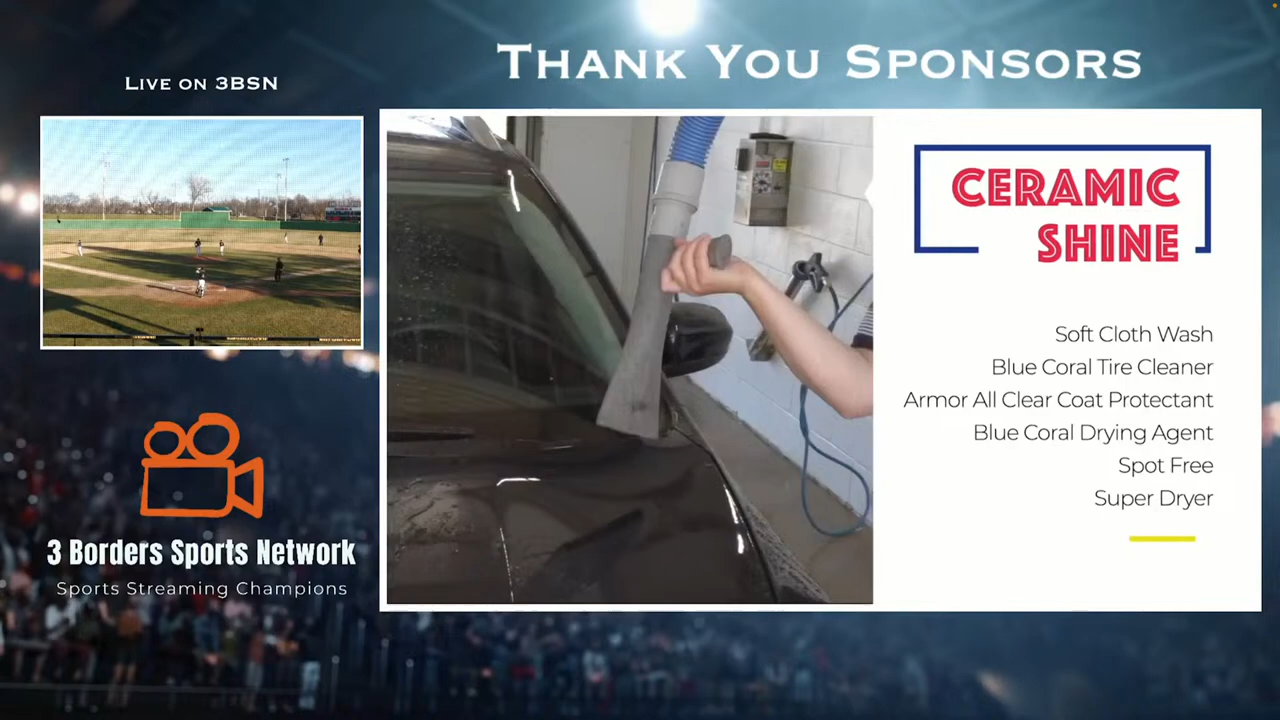 Thank You Sponsors
Live on 3BSN
CERAMIC
SHINE
Soft Cloth Wash
Blue Coral Tire Cleaner
Armor All Clear Coat Protectant
Blue Coral Drying Agent
Spot Free
Super Dryer
3 Borders Sports Network
Sports Streaming Champions